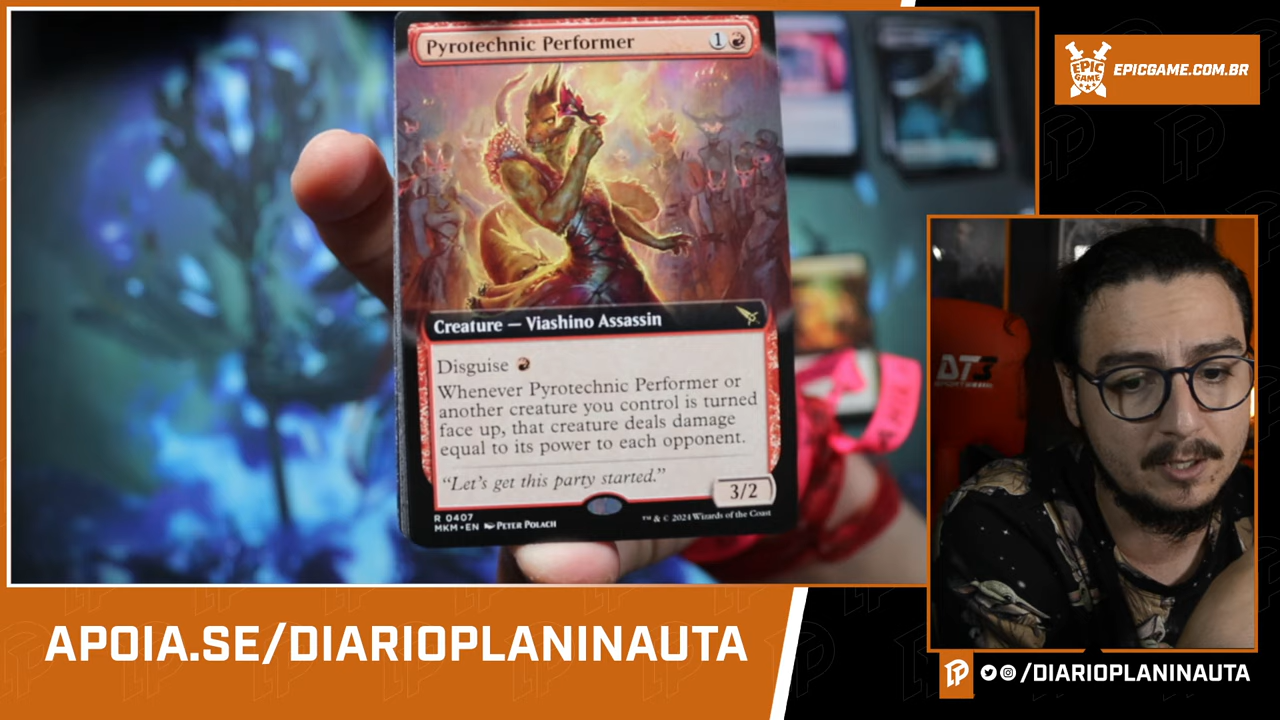 Pyrotechnic Performer 1
Creature — Viashino Assassin
Disguise
Whenever Pyrotechnic Performer or
another creature you control is turned
face up, that creature deals damage
equal to its power to each opponent.
“Let’s get this party started.”
3/2
R 0407
MKM • EN PETER POLACH
™ & © 2024 Wizards of the Coast
EPIC
GAME
EPICGAME.COM.BR
DT3
APOIA.SE/DIARIOPLANINAUTA
/DIARIOPLANINAUTA